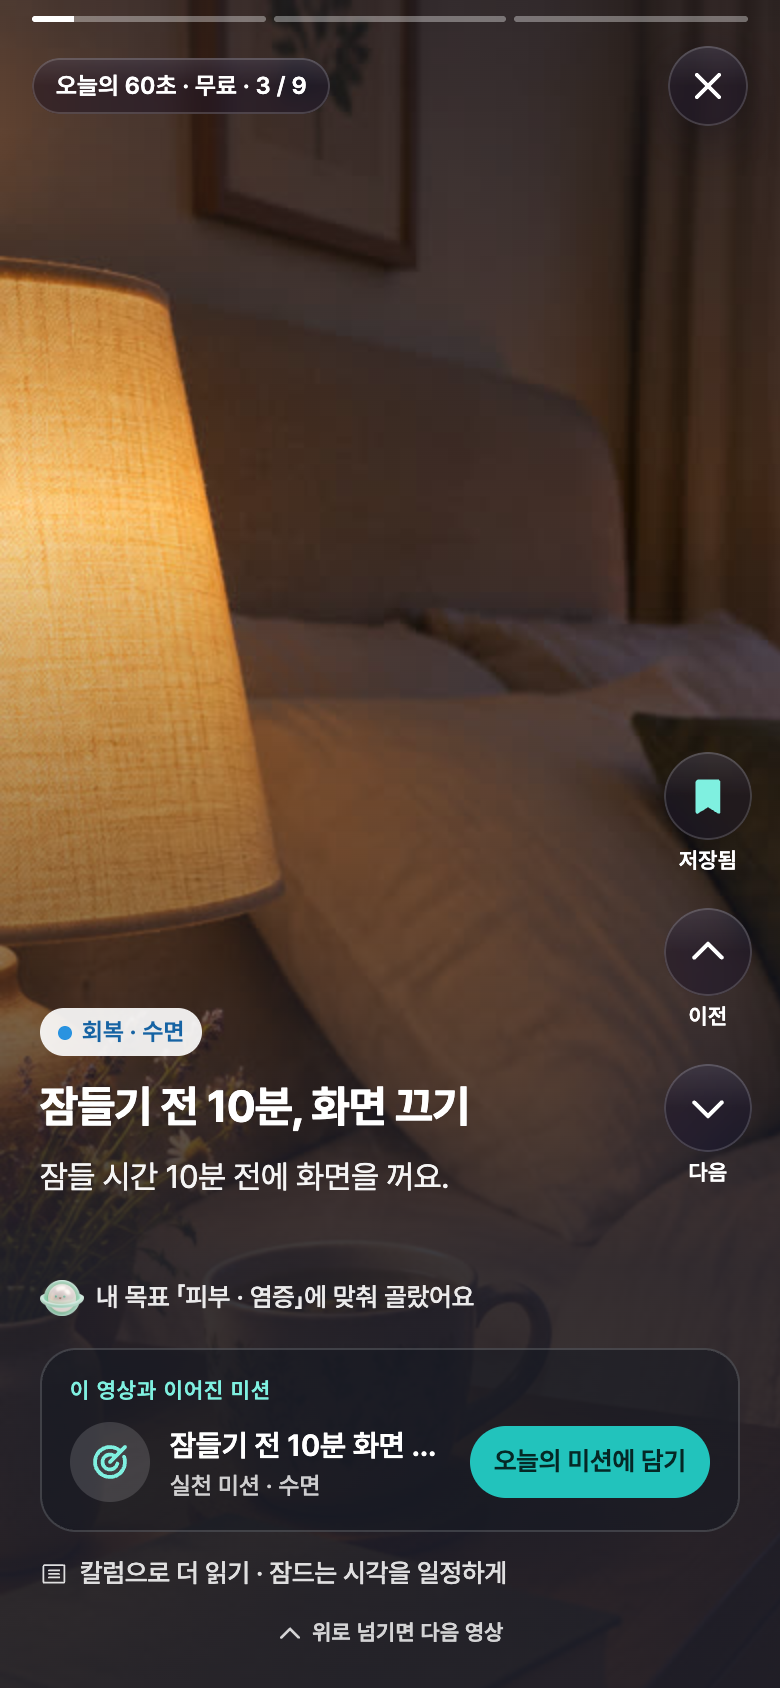 오늘의 60초 · 무료 · 3 / 9
저장됨
이전
다음
회복 · 수면
잠들기 전 10분, 화면 끄기
잠들 시간 10분 전에 화면을 꺼요.
내 목표 「피부 · 염증」에 맞춰 골랐어요
이 영상과 이어진 미션
잠들기 전 10분 화면 ...
실천 미션 · 수면
오늘의 미션에 담기
칼럼으로 더 읽기 · 잠드는 시각을 일정하게
위로 넘기면 다음 영상